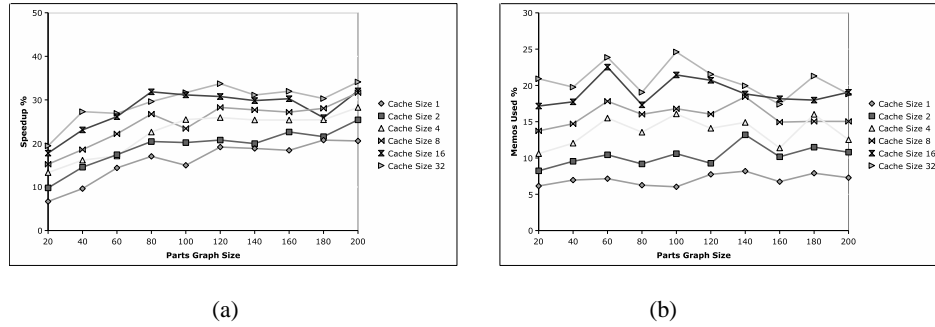 50
40
30
20
10
0
Speedup %
20 40 60 80 100 120 140 160 180 200
Parts Graph Size
Cache Size 1
Cache Size 2
Cache Size 4
Cache Size 8
Cache Size 16
Cache Size 32
(a)
30
25
20
15
10
5
0
Memos Used %
20 40 60 80 100 120 140 160 180 200
Parts Graph Size
Cache Size 1
Cache Size 2
Cache Size 4
Cache Size 8
Cache Size 16
Cache Size 32
(b)